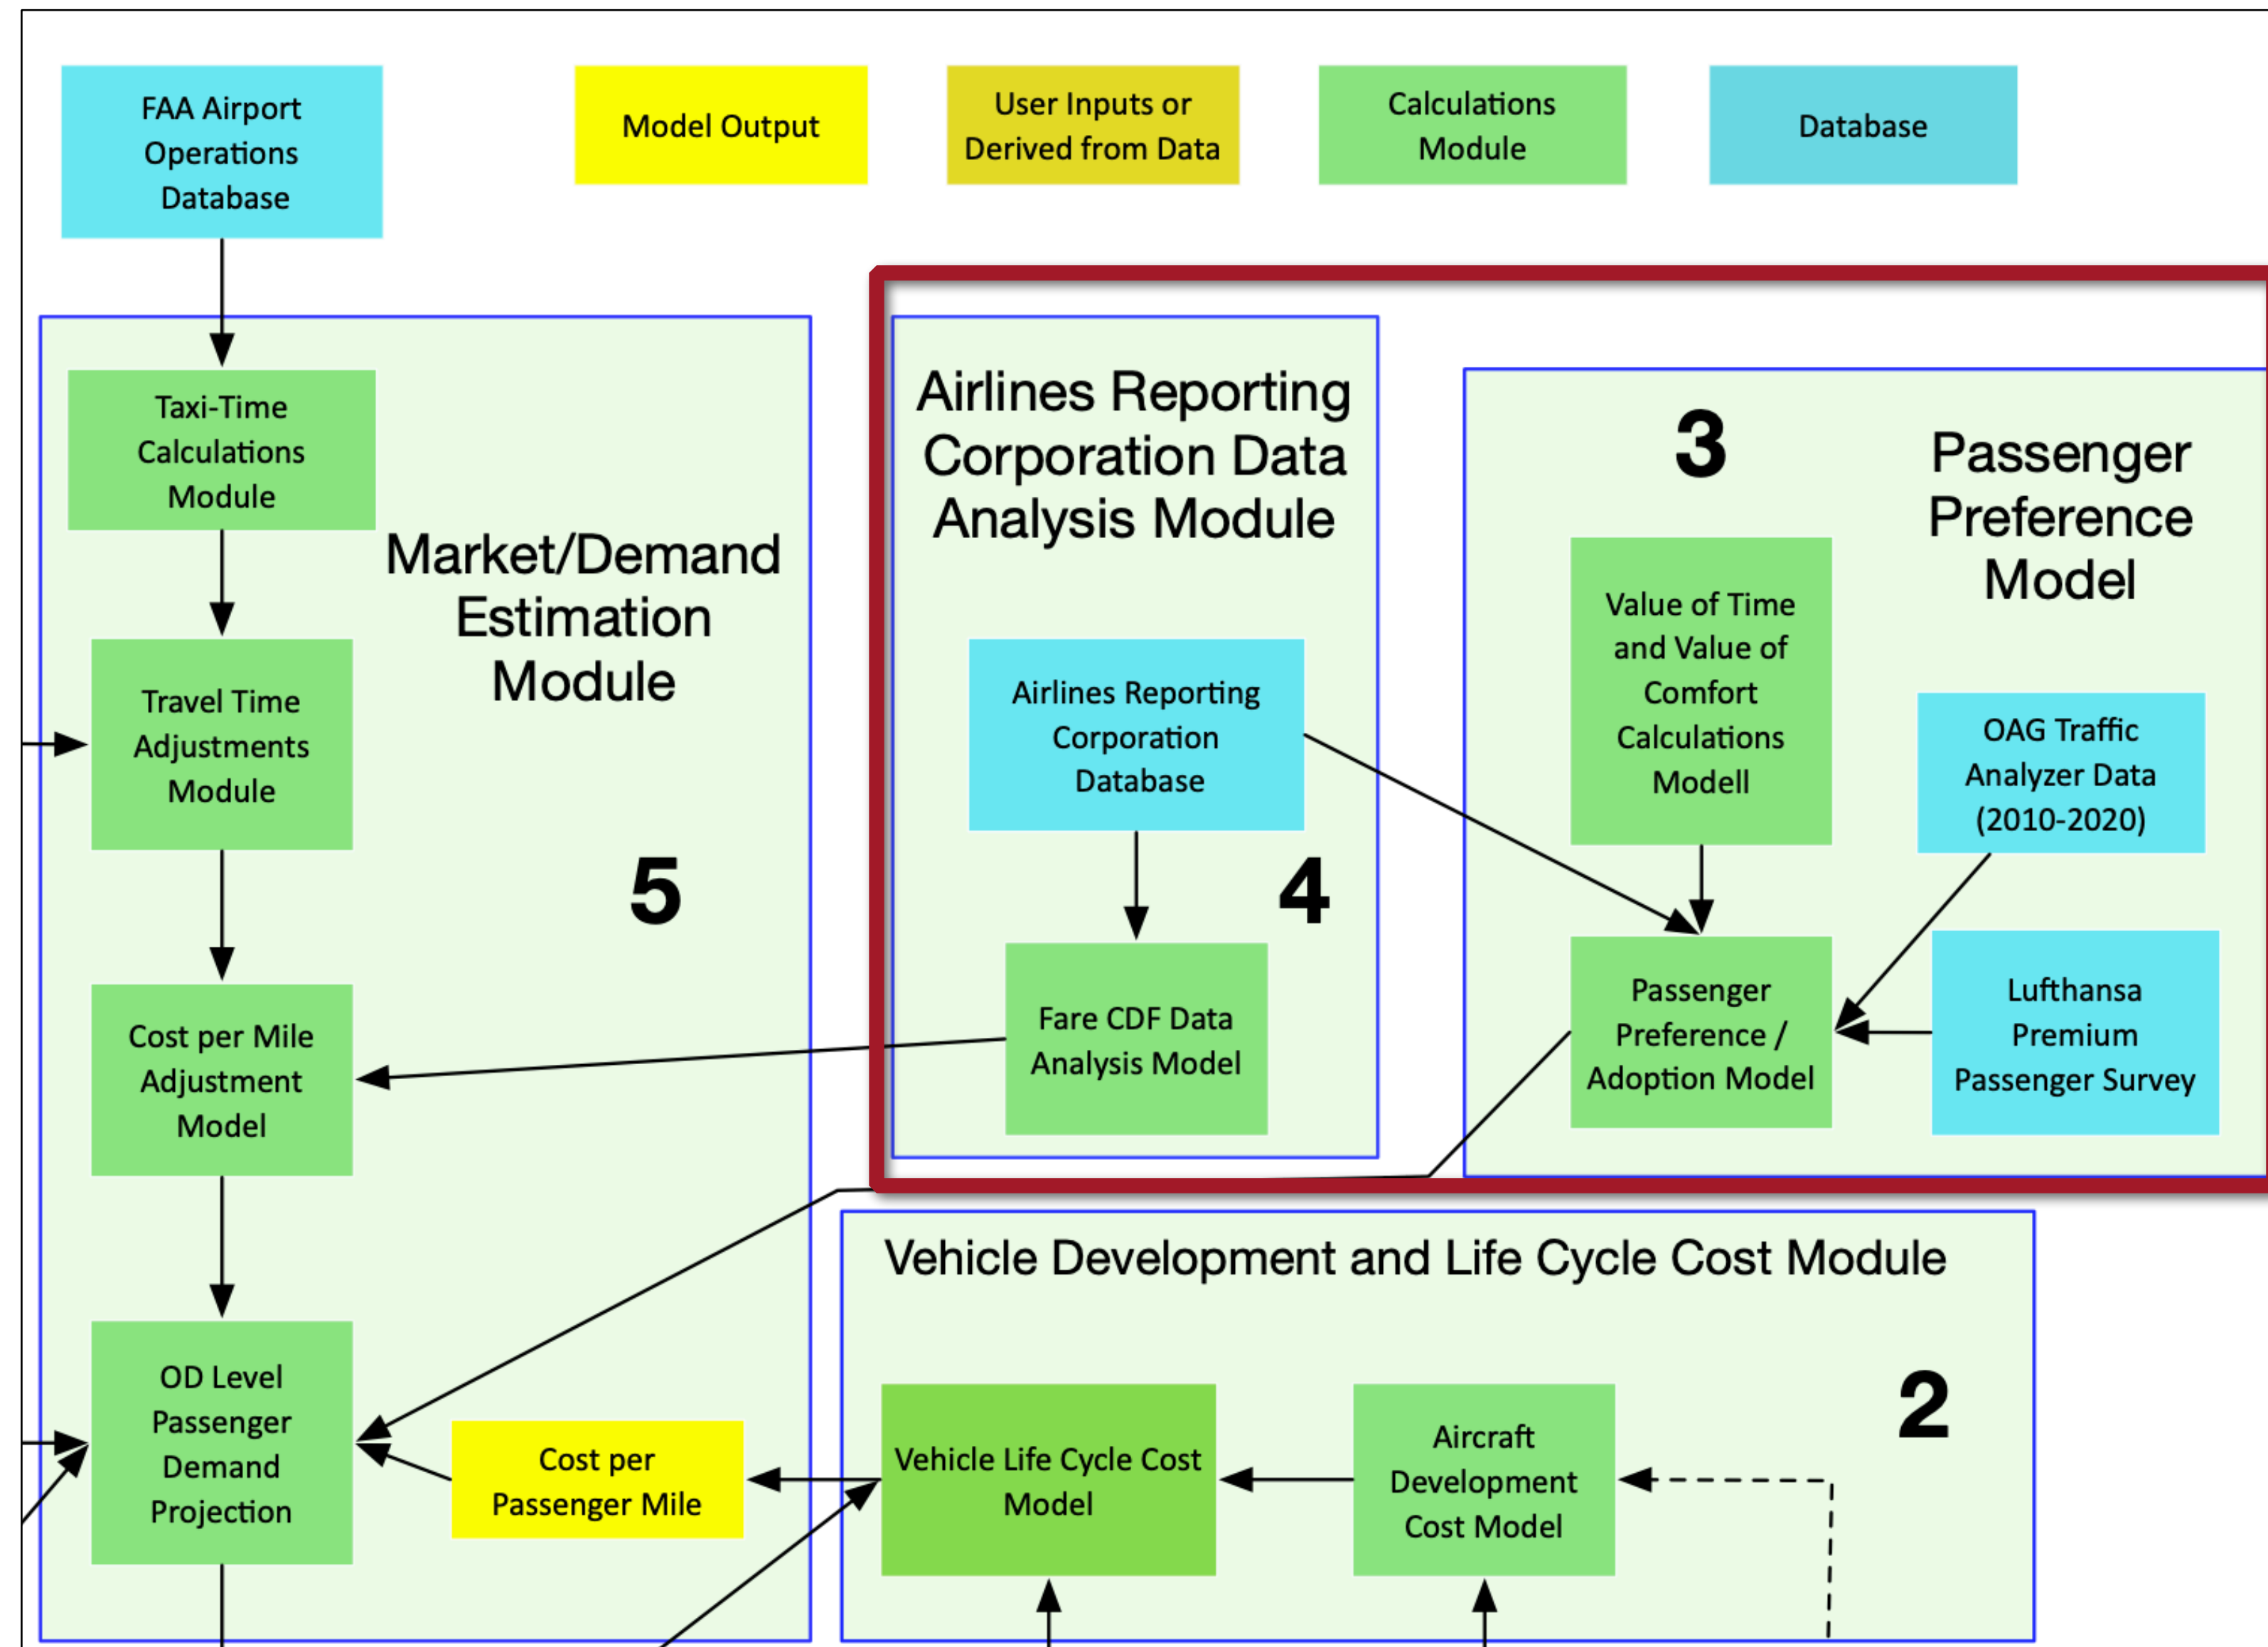 FAA Airport
Operations
Database
Model Output
User Inputs or
Derived from Data
Calculations
Module
Database
Taxi-Time
Calculations
Module
Market/Demand
Estimation
Module
Travel Time
Adjustments
Module
5
Cost per Mile
Adjustment
Model
OD Level
Passenger
Demand
Projection
Cost per
Passenger Mile
Airlines Reporting
Corporation Data
Analysis Module
Airlines Reporting
Corporation
Database
4
Fare CDF Data
Analysis Model
3
Passenger
Preference
Model
Value of Time
and Value of
Comfort
Calculations
Modell
OAG Traffic
Analyzer Data
(2010-2020)
Passenger
Preference /
Adoption Model
Lufthansa
Premium
Passenger Survey
Vehicle Development and Life Cycle Cost Module
2
Vehicle Life Cycle Cost
Model
Aircraft
Development
Cost Model